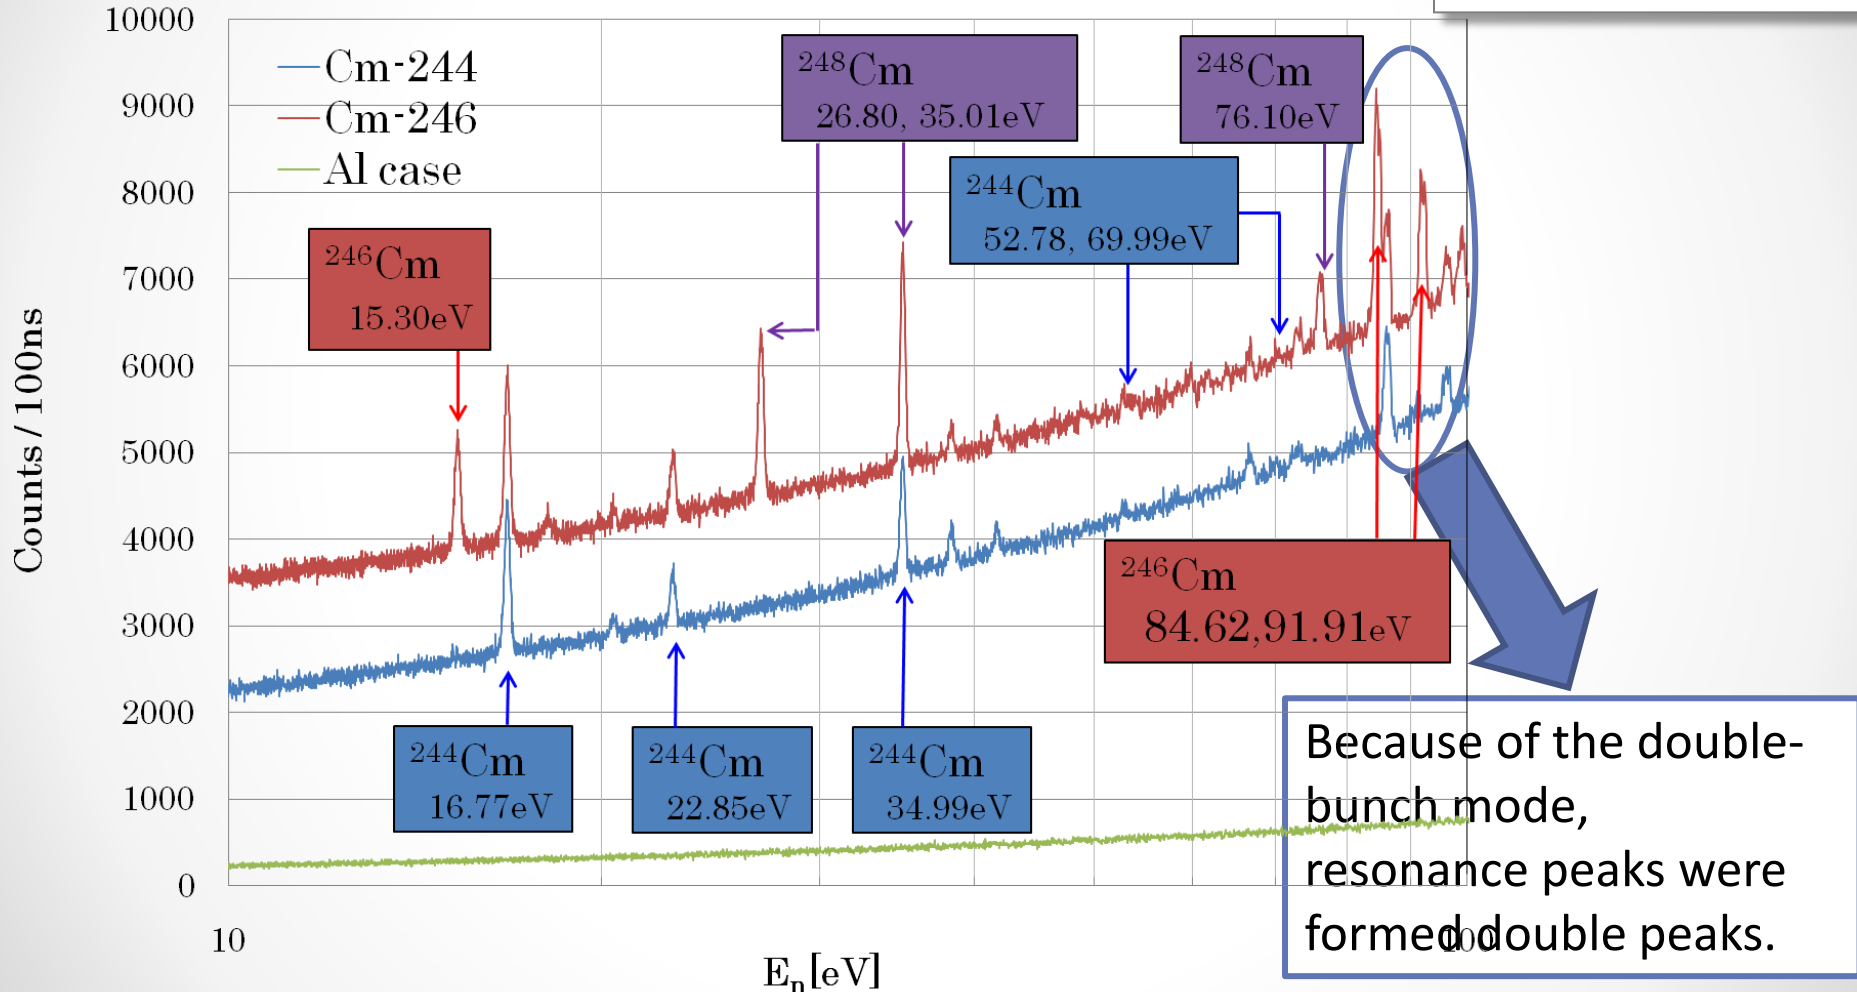 10000
9000
8000
7000
6000
5000
4000
3000
2000
1000
0
Counts / 100ns
Cm-244
Cm-246
Al case
246Cm
15.30eV
248Cm
26.80, 35.01eV
248Cm
76.10eV
244Cm
52.78, 69.99eV
246Cm
84.62,91.91eV
244Cm
16.77eV
244Cm
22.85eV
244Cm
34.99eV
Because of the double-
bunch mode,
resonance peaks were
formed double peaks.
10
100
En[eV]